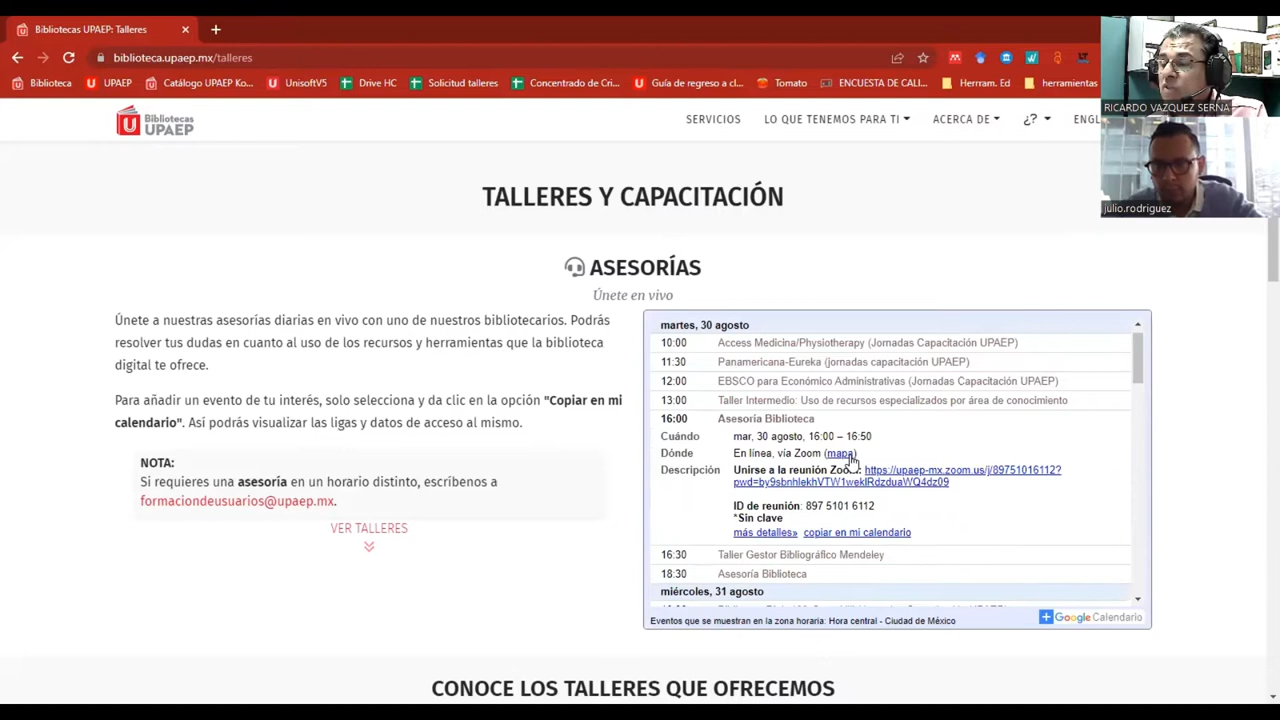 Bibliotecas UPAEP: Talleres
biblioteca.upaep.mx/talleres
Biblioteca UPAEP Catálogo UPAEP Ko... UnisoftV5 Drive HC Solicitud talleres Concentrado de Cri... Guía de regreso a cl... Tomato ENCUESTA DE CALI... Herrram. Ed herramientas
RICARDO VAZQUEZ SERNA
Bibliotecas
UPAEP
SERVICIOS LO QUE TENEMOS PARA TI ACERCA DE ¿? ENGL
julio.rodriguez
TALLERES Y CAPACITACIÓN
ASESORÍAS
Únete en vivo
Únete a nuestras asesorías diarias en vivo con uno de nuestros bibliotecarios. Podrás
resolver tus dudas en cuanto al uso de los recursos y herramientas que la biblioteca
digital te ofrece.
Para añadir un evento de tu interés, solo selecciona y da clic en la opción "Copiar en mi
calendario". Así podrás visualizar las ligas y datos de acceso al mismo.
NOTA:
Si requieres una asesoría en un horario distinto, escríbenos a
formaciondeusuarios@upaep.mx.
VER TALLERES
martes, 30 agosto
10:00 Access Medicina/Physiotherapy (Jornadas Capacitación UPAEP)
11:30 Panamericana-Eureka (jornadas capacitación UPAEP)
12:00 EBSCO para Económico Administrativas (Jornadas Capacitación UPAEP)
13:00 Taller Intermedio: Uso de recursos especializados por área de conocimiento
16:00 Asesoría Biblioteca
Cuándo mar, 30 agosto, 16:00 – 16:50
Dónde En línea, vía Zoom (mapa)
Descripción Unirse a la reunión Zoom: https://upaep-mx.zoom.us/j/89751016112?
pwd=by9sbnhlekhVTW1wekIRdzduaWQ4dz09
ID de reunión: 897 5101 6112
*Sin clave
más detalles» copiar en mi calendario
16:30 Taller Gestor Bibliográfico Mendeley
18:30 Asesoría Biblioteca
miércoles, 31 agosto
Eventos que se muestran en la zona horaria: Hora central - Ciudad de México
Google Calendario
CONOCE LOS TALLERES QUE OFRECEMOS